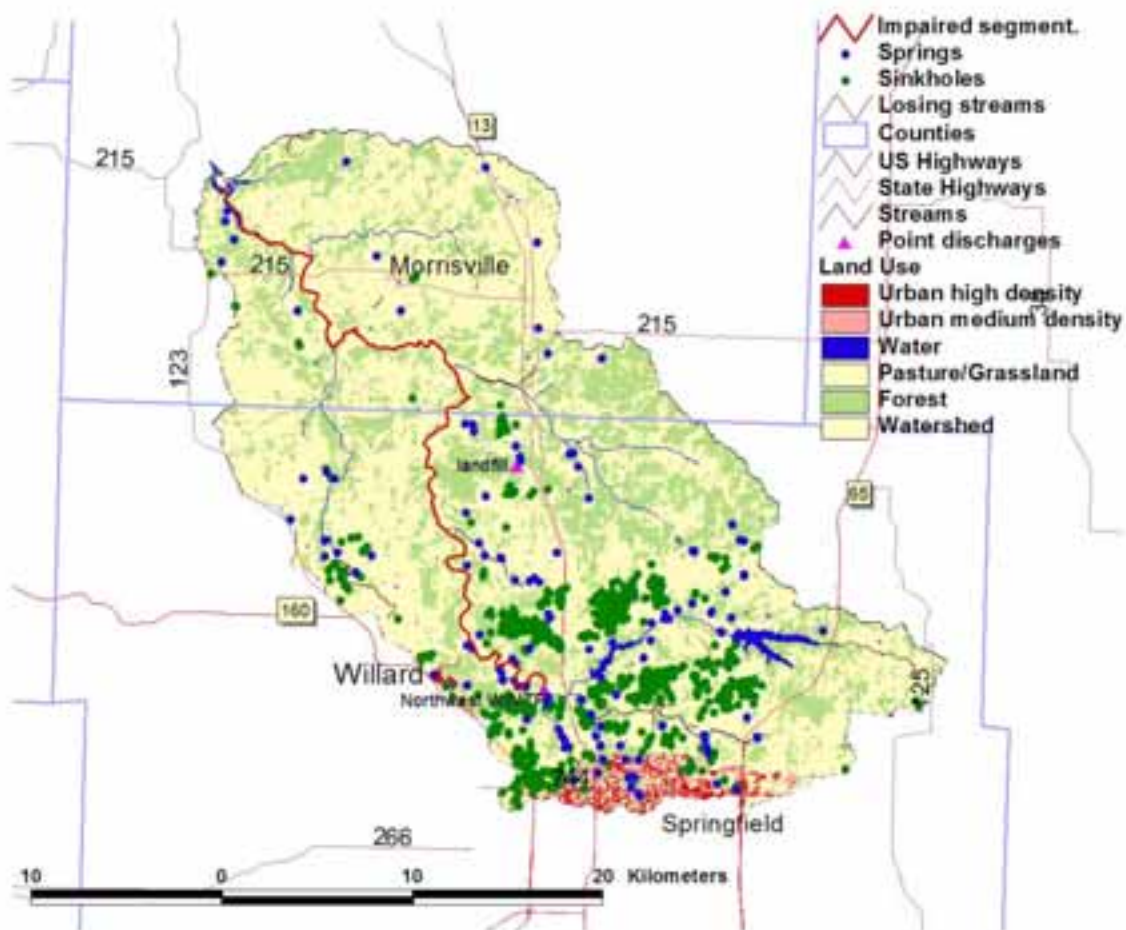 Impaired segment.
Springs
Sinkholes
Losing streams
Counties
US Highways
State Highways
Streams
Point discharges
Land Use
Urban high density
Urban medium density
Water
Pasture/Grassland
Forest
Watershed
13
215
215
Morrisville
215
123
landfill
65
160
Willard
Northwest
125
Springfield
266
10 0 10 20 Kilometers